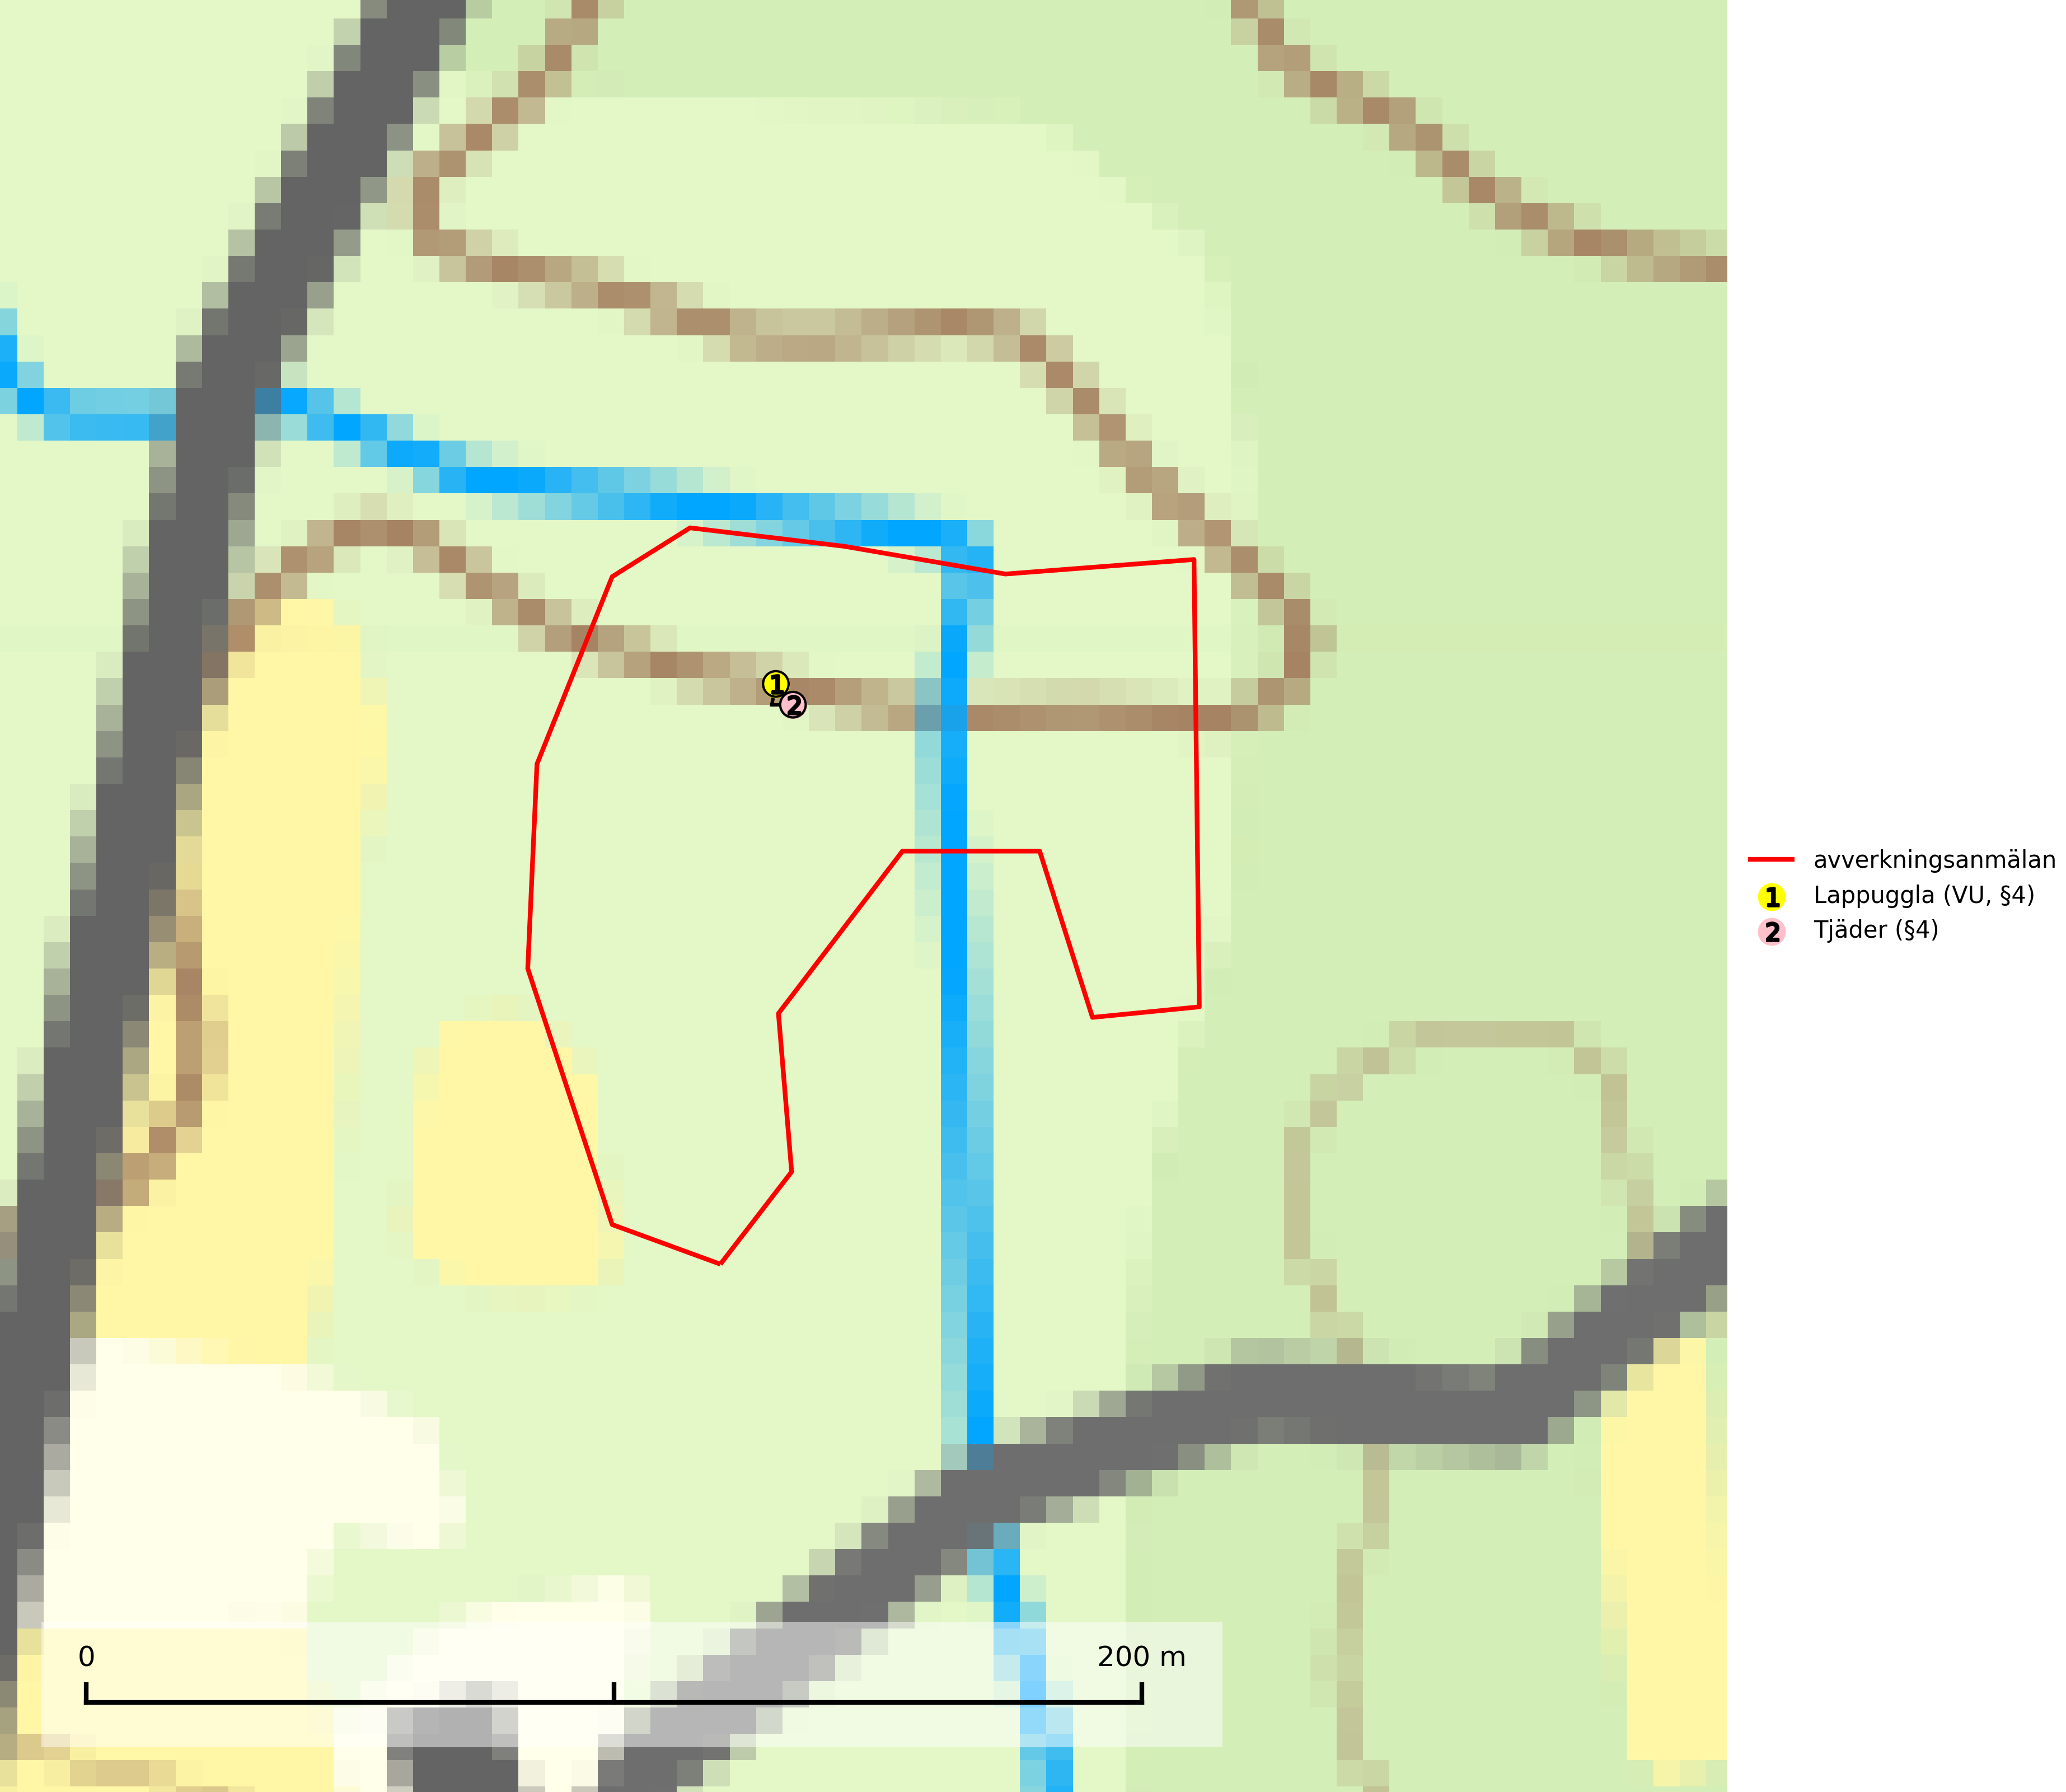 1
2
avverkningsanmälan
1 Lappuggla (VU, §4)
2 Tjäder (§4)
0 200 m